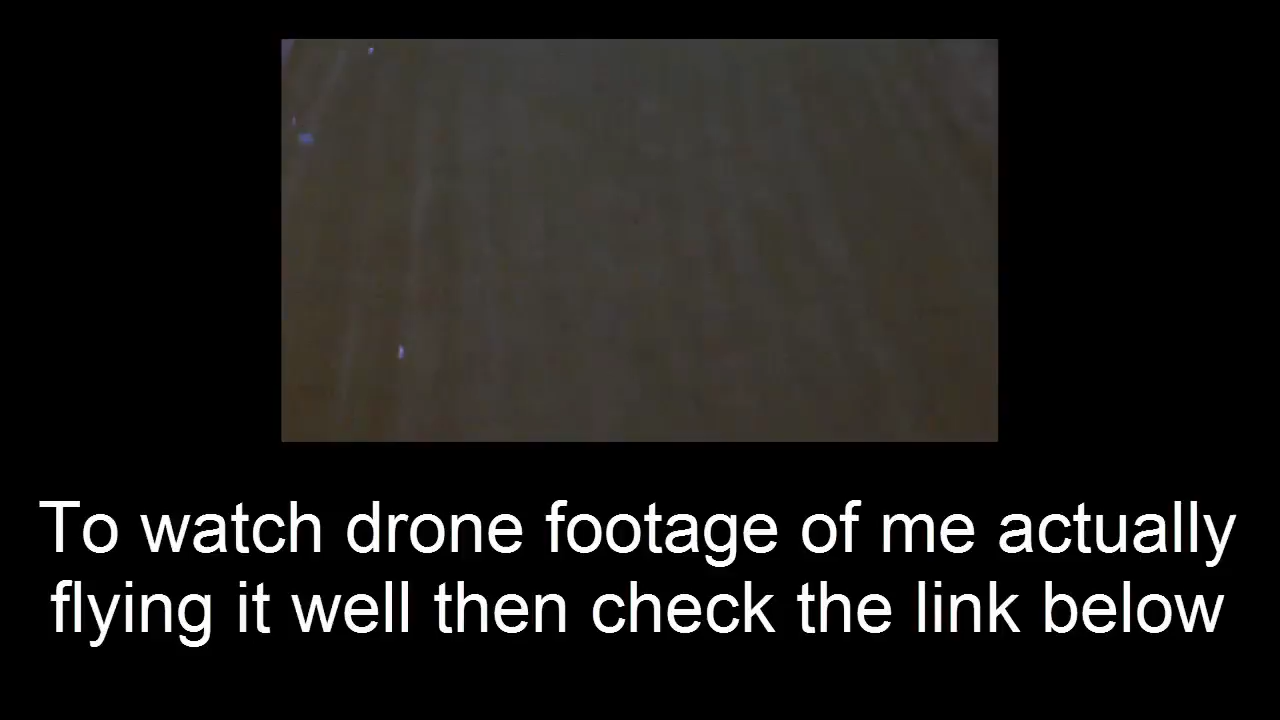 To watch drone footage of me actually
flying it well then check the link below